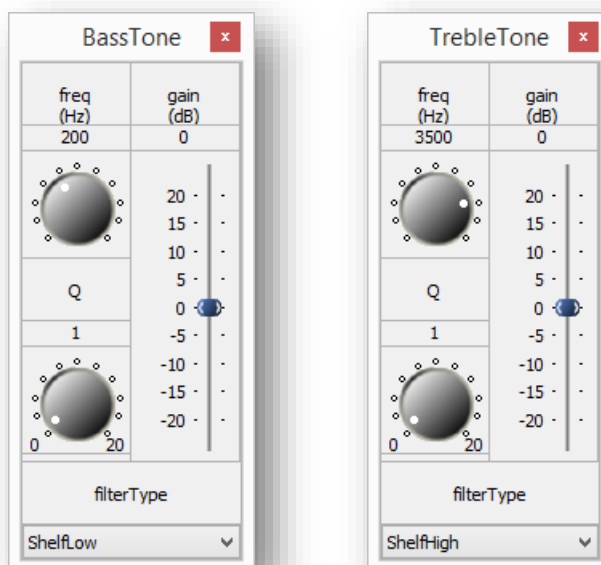 BassTone x
freq
(Hz)
gain
(dB)
200
0
20
15
10
5
0
-5
-10
-15
-20
Q
1
0 20
filterType
ShelfLow
TrebleTone x
freq
(Hz)
gain
(dB)
3500
0
20
15
10
5
0
-5
-10
-15
-20
Q
1
0 20
filterType
ShelfHigh